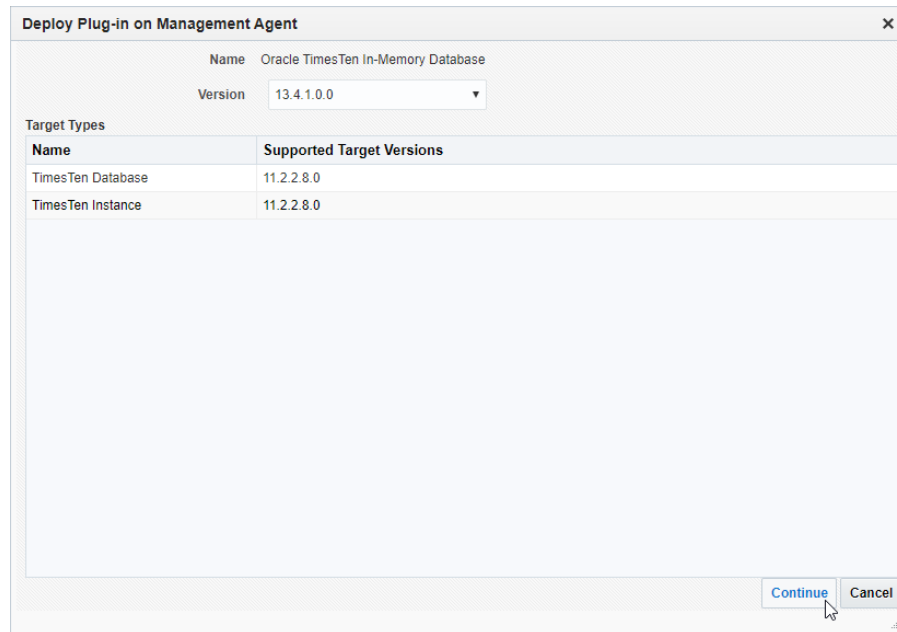 Deploy Plug-in on Management Agent
Name Oracle TimesTen In-Memory Database
Version 13.4.1.0.0
Target Types
Name Supported Target Versions
TimesTen Database 11.2.2.8.0
TimesTen Instance 11.2.2.8.0
Continue Cancel